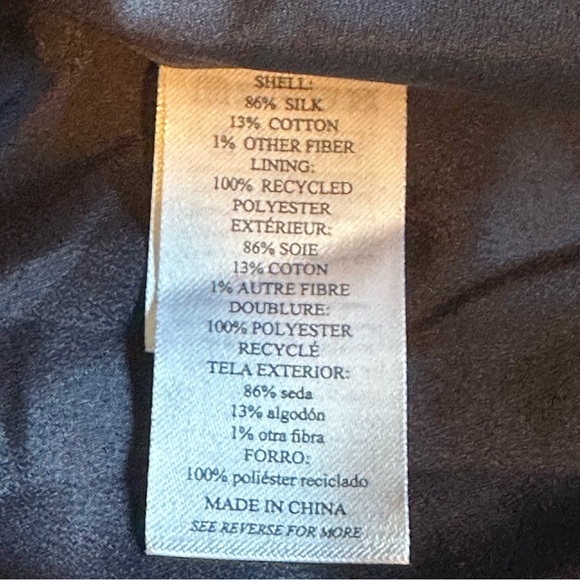 SHELL:
86% SILK
13% COTTON
1% OTHER FIBER
LINING:
100% RECYCLED
POLYESTER
EXTÉRIEUR:
86% SOIE
13% COTON
1% AUTRE FIBRE
DOUBLURE:
100% POLYESTER
RECYCLÉ
TELA EXTERIOR:
86% seda
13% algodón
1% otra fibra
FORRO:
100% poliéster reciclado
MADE IN CHINA
SEE REVERSE FOR MORE